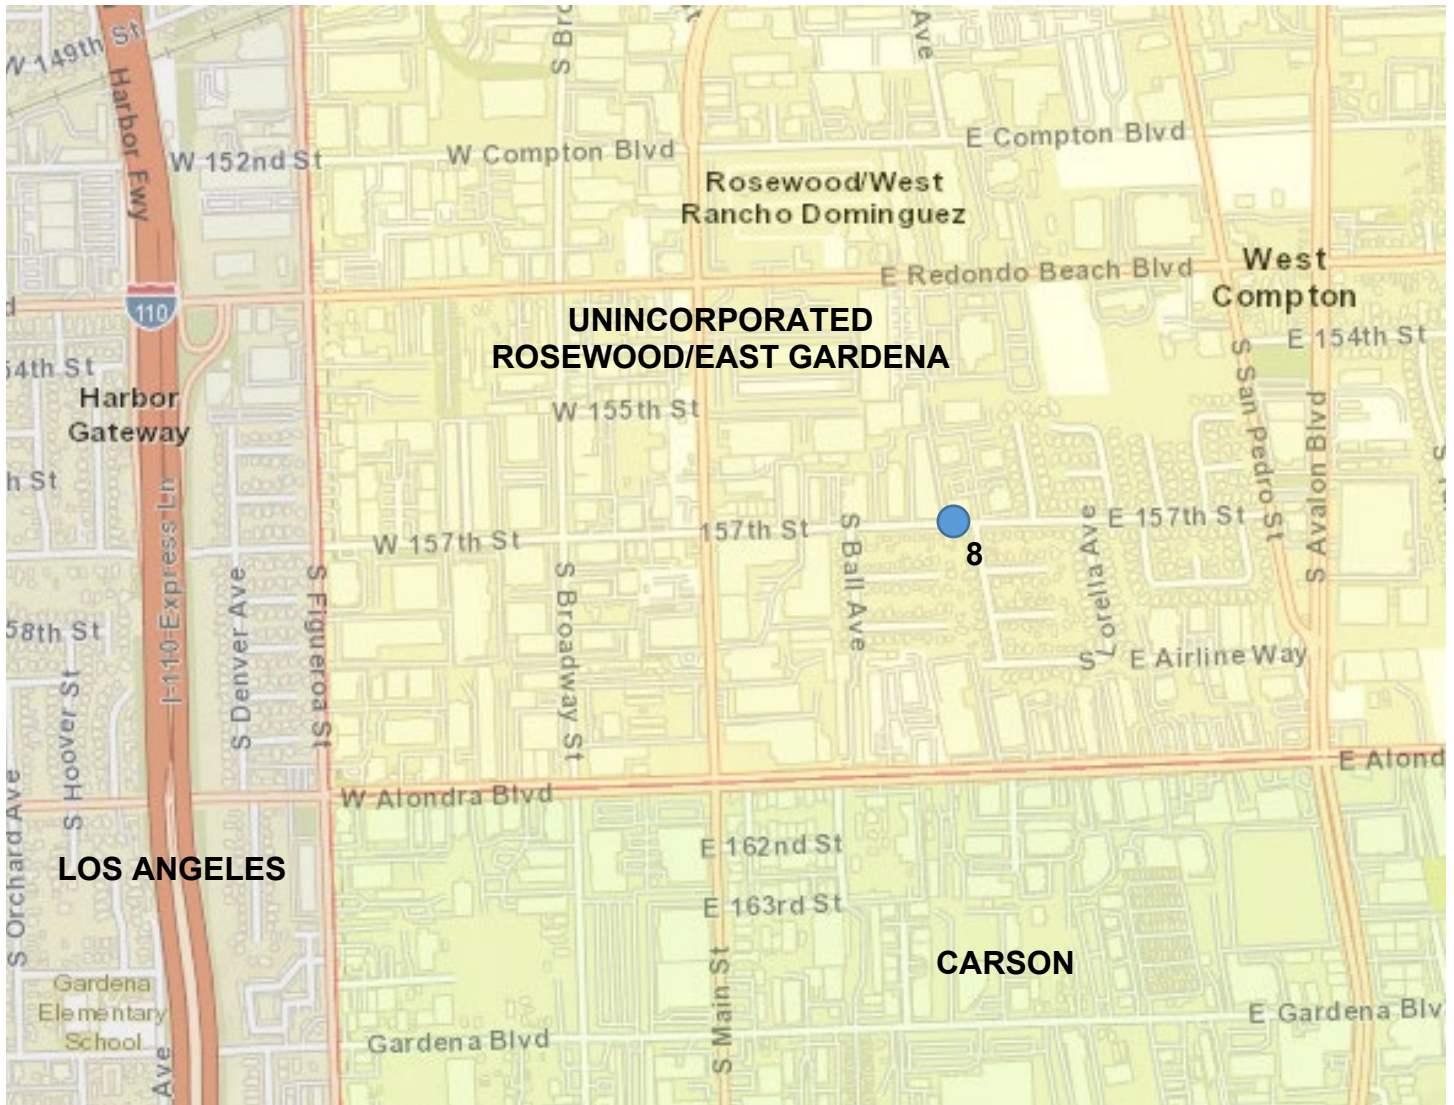 W 149th St
Harbor Fwy
S Bro
St
Ave
W 152nd St
W Compton Blvd
E Compton Blvd
Rosewood/West
Rancho Dominguez
E Redondo Beach Blvd
West
Compton
110
d
UNINCORPORATED
ROSEWOOD/EAST GARDENA
E 154th St
54th St
Harbor
Gateway
W 155th St
S San Pedro St
S Avalon Blvd
h St
I-110 Express Ln
W 157th St
157th St
S Ball Ave
8
S Lorella Ave
E 157th St
S Figueroa St
S Denver Ave
S Broadway St
58th St
S Hoover St
E Airline Way
S Orchard Ave
W Alondra Blvd
E Alond
LOS ANGELES
E 162nd St
E 163rd St
S Main St
CARSON
Gardena
Elementary
School
Ave
Gardena Blvd
E Gardena Blv